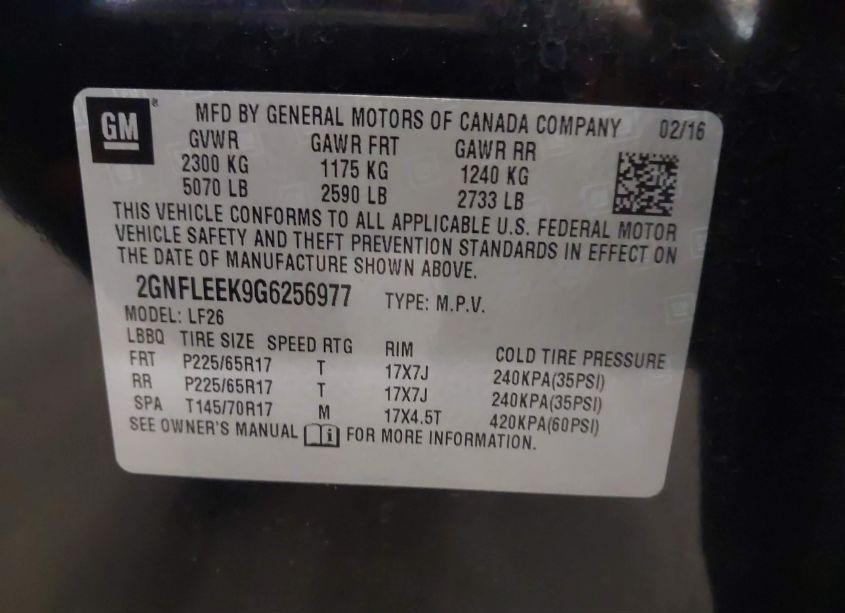 GM ® MFD BY GENERAL MOTORS OF CANADA COMPANY 02/16
GVWR GAWR FRT GAWR RR
2300 KG 1175 KG 1240 KG
5070 LB 2590 LB 2733 LB
THIS VEHICLE CONFORMS TO ALL APPLICABLE U.S. FEDERAL MOTOR
VEHICLE SAFETY AND THEFT PREVENTION STANDARDS IN EFFECT ON
THE DATE OF MANUFACTURE SHOWN ABOVE.
2GNFLEEK9G6256977 TYPE: M.P.V.
MODEL: LF26
LBBQ TIRE SIZE SPEED RTG RIM COLD TIRE PRESSURE
FRT P225/65R17 T 17X7J 240KPA(35PSI)
RR P225/65R17 T 17X7J 240KPA(35PSI)
SPA T145/70R17 M 17X4.5T 420KPA(60PSI)
SEE OWNER'S MANUAL i FOR MORE INFORMATION.